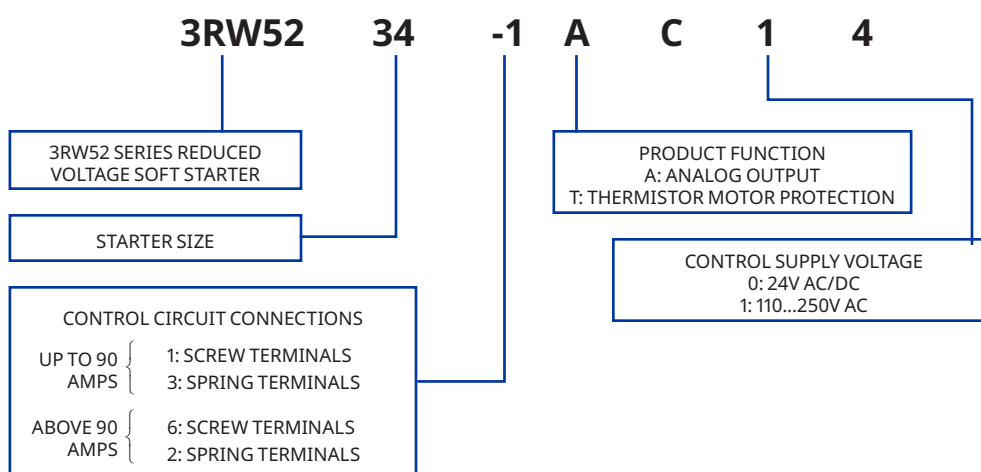 3RW52 34 -1 A C 1 4
3RW52 SERIES REDUCED
VOLTAGE SOFT STARTER
STARTER SIZE
CONTROL CIRCUIT CONNECTIONS
UP TO 90
AMPS
1: SCREW TERMINALS
3: SPRING TERMINALS
ABOVE 90
AMPS
6: SCREW TERMINALS
2: SPRING TERMINALS
PRODUCT FUNCTION
A: ANALOG OUTPUT
T: THERMISTOR MOTOR PROTECTION
CONTROL SUPPLY VOLTAGE
0: 24V AC/DC
1: 110...250V AC